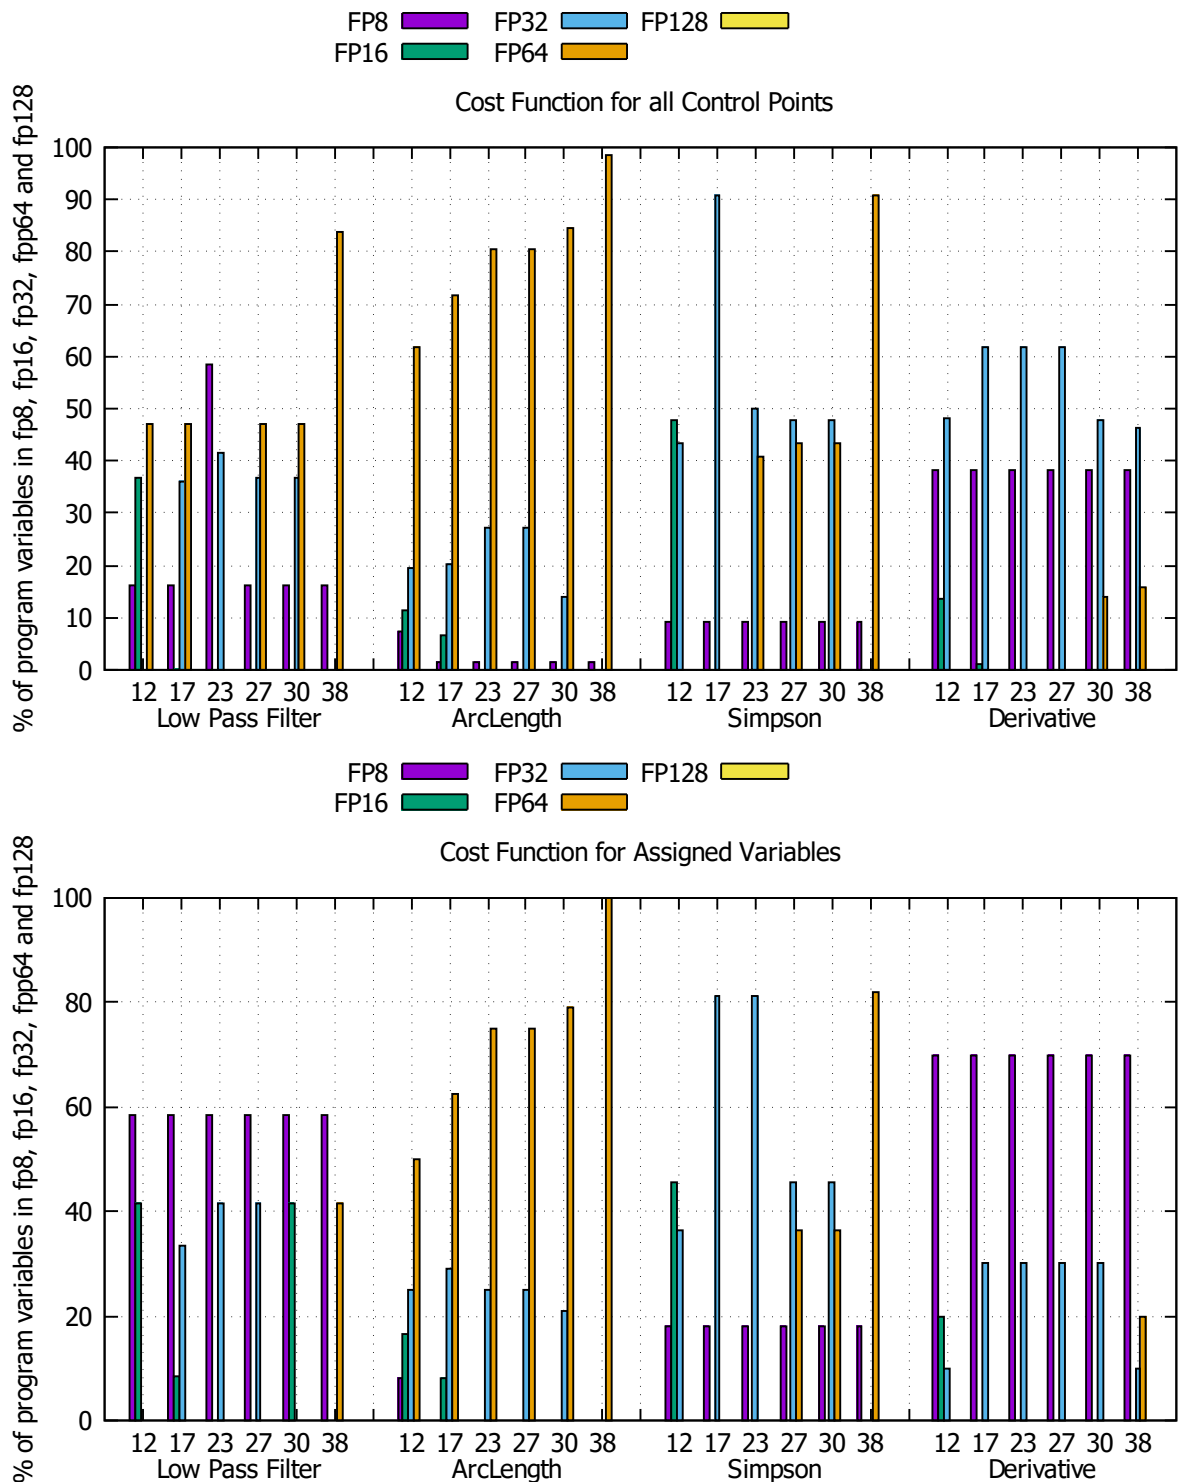 FP8 FP32 FP128
FP16 FP64
Cost Function for all Control Points
% of program variables in fp8, fp16, fp32, fpp64 and fp128
100
90
80
70
60
50
40
30
20
10
0
12 17 23 27 30 38 12 17 23 27 30 38 12 17 23 27 30 38 12 17 23 27 30 38
Low Pass Filter ArcLength Simpson Derivative
FP8 FP32 FP128
FP16 FP64
Cost Function for Assigned Variables
% of program variables in fp8, fp16, fp32, fpp64 and fp128
100
80
60
40
20
0
12 17 23 27 30 38 12 17 23 27 30 38 12 17 23 27 30 38 12 17 23 27 30 38
Low Pass Filter ArcLength Simpson Derivative